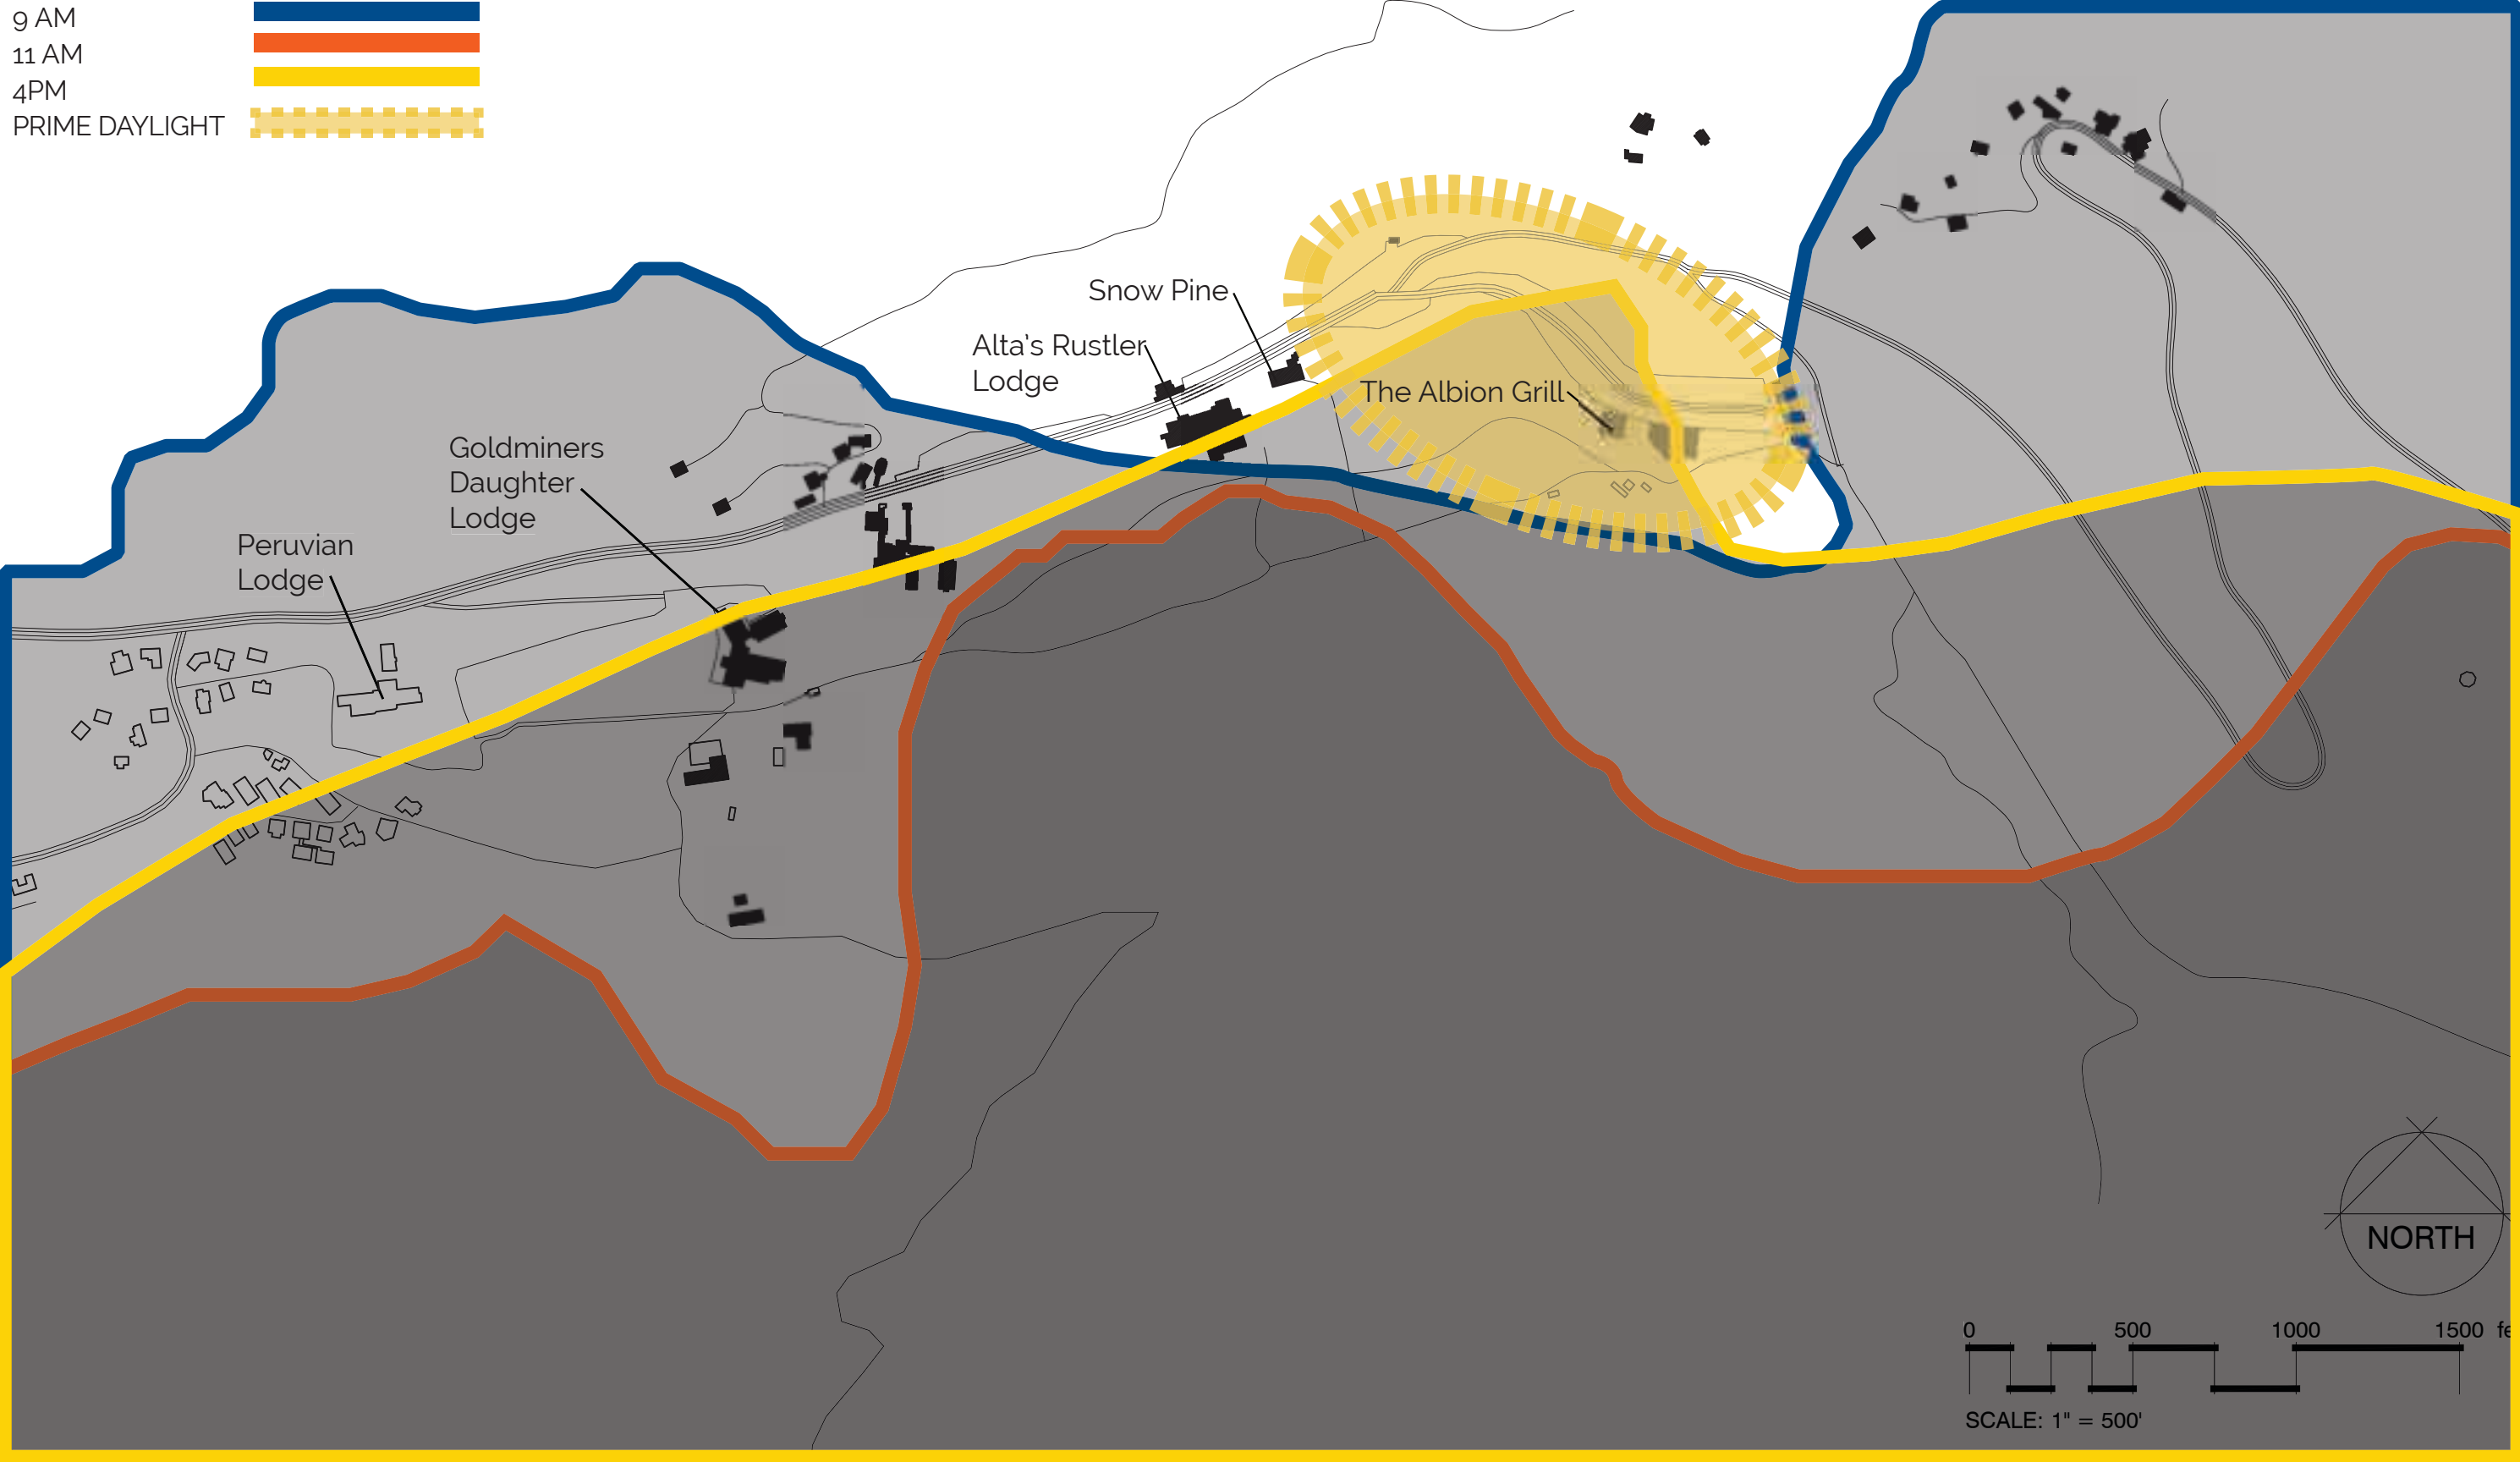 9 AM
11 AM
4PM
PRIME DAYLIGHT
Snow Pine
Alta’s Rustler
Lodge
The Albion Grill
Goldminers
Daughter
Lodge
Peruvian
Lodge
NORTH
0 500 1000 1500 fe
SCALE: 1" = 500'